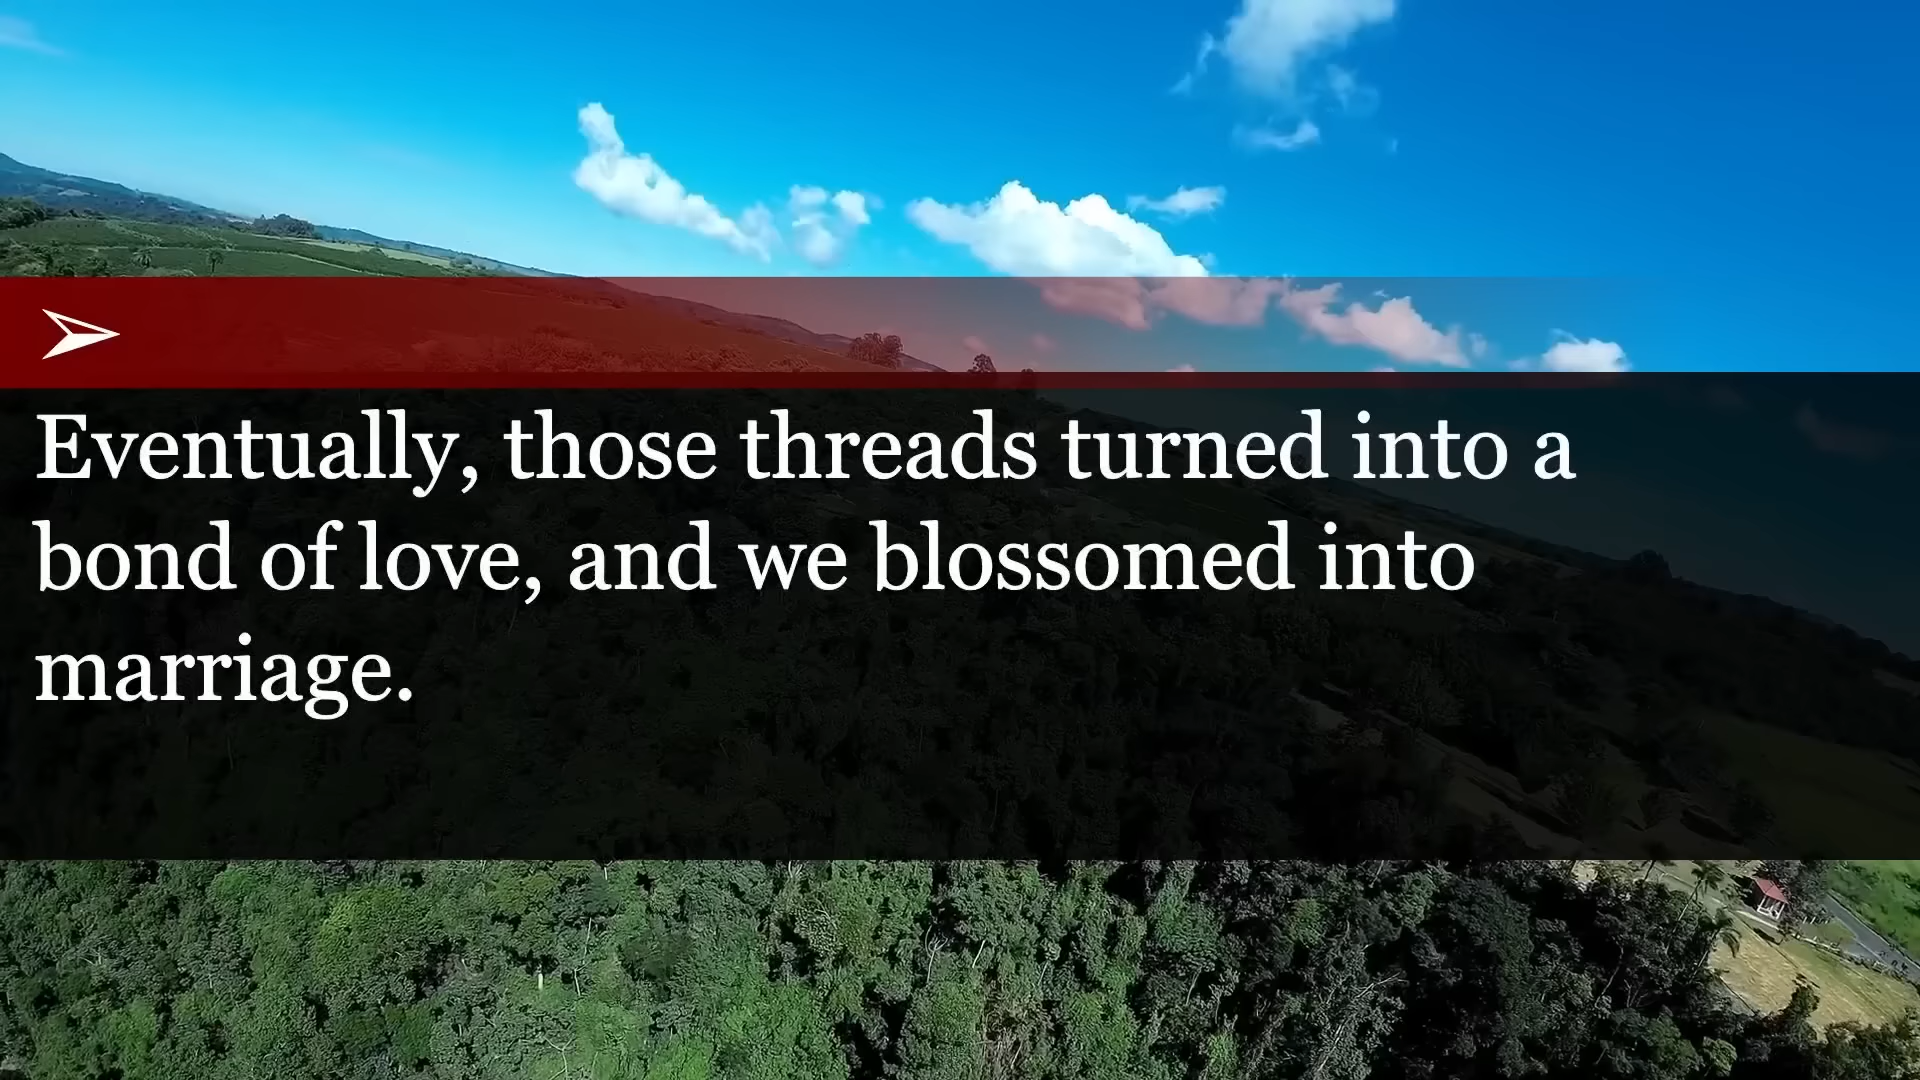 Eventually, those threads turned into a
bond of love, and we blossomed into
marriage.